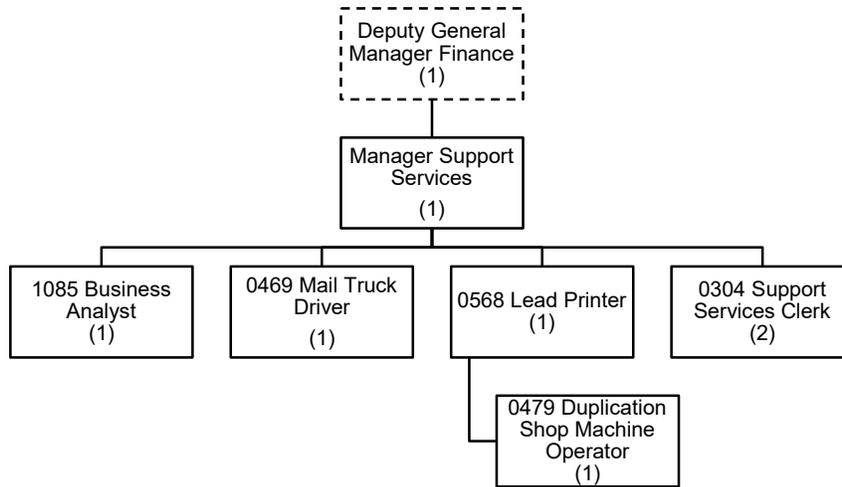 Deputy General
Manager Finance
(1)
Manager Support
Services
(1)
1085 Business
Analyst
(1)
0469 Mail Truck
Driver
(1)
0568 Lead Printer
(1)
0304 Support
Services Clerk
(2)
0479 Duplication
Shop Machine
Operator
(1)